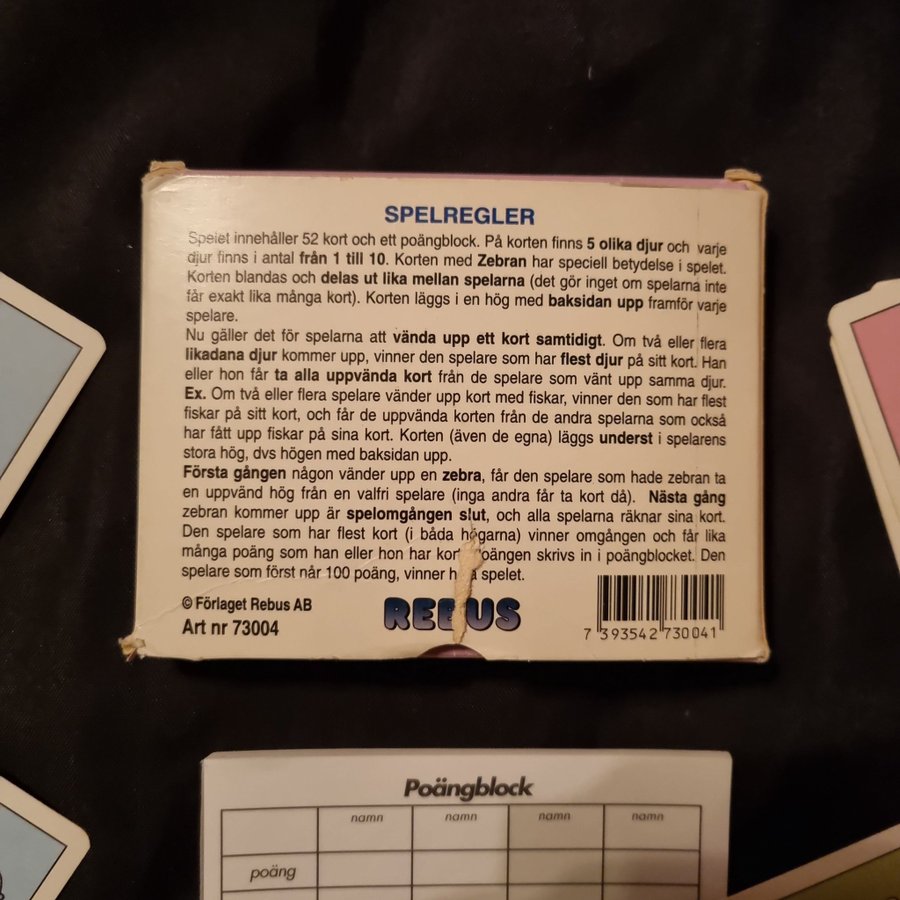 SPELREGLER
Spelet innehåller 52 kort och ett poängblock. På korten finns 5 olika djur och varje
djur finns i antal från 1 till 10. Korten med Zebran har speciell betydelse i spelet.
Korten blandas och delas ut lika mellan spelarna (det gör inget om spelarna inte
får exakt lika många kort). Korten läggs i en hög med baksidan upp framför varje
spelare.
Nu gäller det för spelarna att vända upp ett kort samtidigt. Om två eller flera
likadana djur kommer upp, vinner den spelare som har flest djur på sitt kort. Han
eller hon får ta alla uppvända kort från de spelare som vänt upp samma djur.
Ex. Om två eller flera spelare vänder upp kort med fiskar, vinner den som har flest
fiskar på sitt kort, och får de uppvända korten från de andra spelarna som också
har fått upp fiskar på sina kort. Korten (även de egna) läggs underst i spelarens
stora hög, dvs högen med baksidan upp.
Första gången någon vänder upp en zebra, får den spelare som hade zebran ta
en uppvänd hög från en valfri spelare (inga andra får ta kort då). Nästa gång
zebran kommer upp är spelomgången slut, och alla spelarna räknar sina kort.
Den spelare som har flest kort (i båda högarna) vinner omgången och får lika
många poäng som han eller hon har kort. Poängen skrivs in i poängblocket. Den
spelare som först når 100 poäng, vinner hela spelet.
© Förlaget Rebus AB
Art nr 73004
REBUS
7 393542 730041
Poängblock
namn namn namn namn
poäng